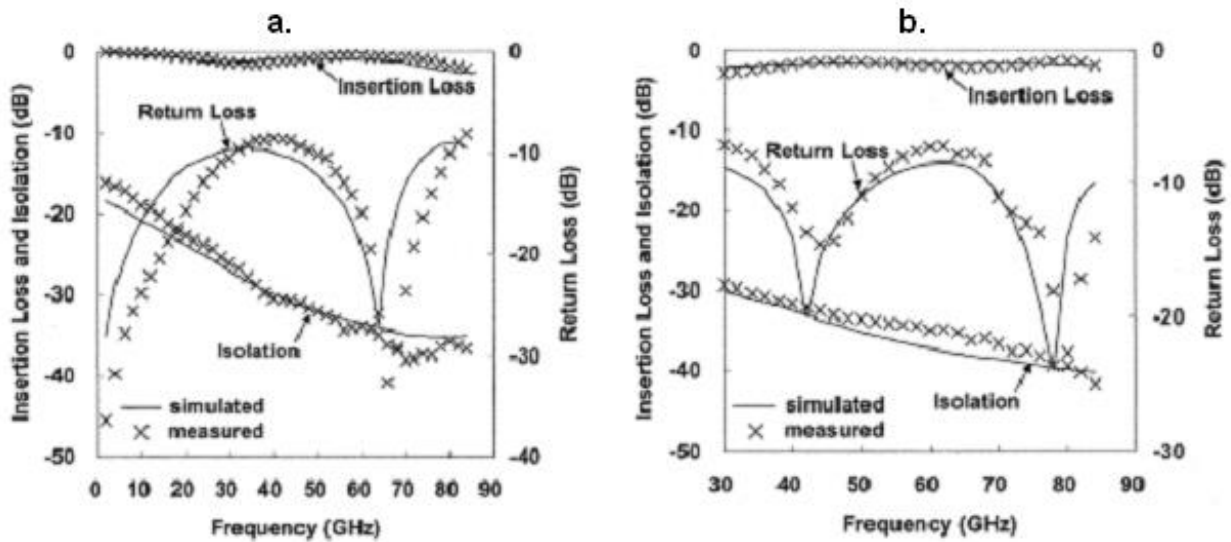 a.
0
-10
-20
-30
-40
-50
Insertion Loss and Isolation (dB)
Insertion Loss
Return Loss
Isolation
simulated
measured
0
-10
-20
-30
-40
Return Loss (dB)
0 10 20 30 40 50 60 70 80 90
Frequency (GHz)
b.
0
-10
-20
-30
-40
-50
Insertion Loss and Isolation (dB)
Insertion Loss
Return Loss
Isolation
simulated
measured
0
-10
-20
-30
Return Loss (dB)
30 40 50 60 70 80 90
Frequency (GHz)